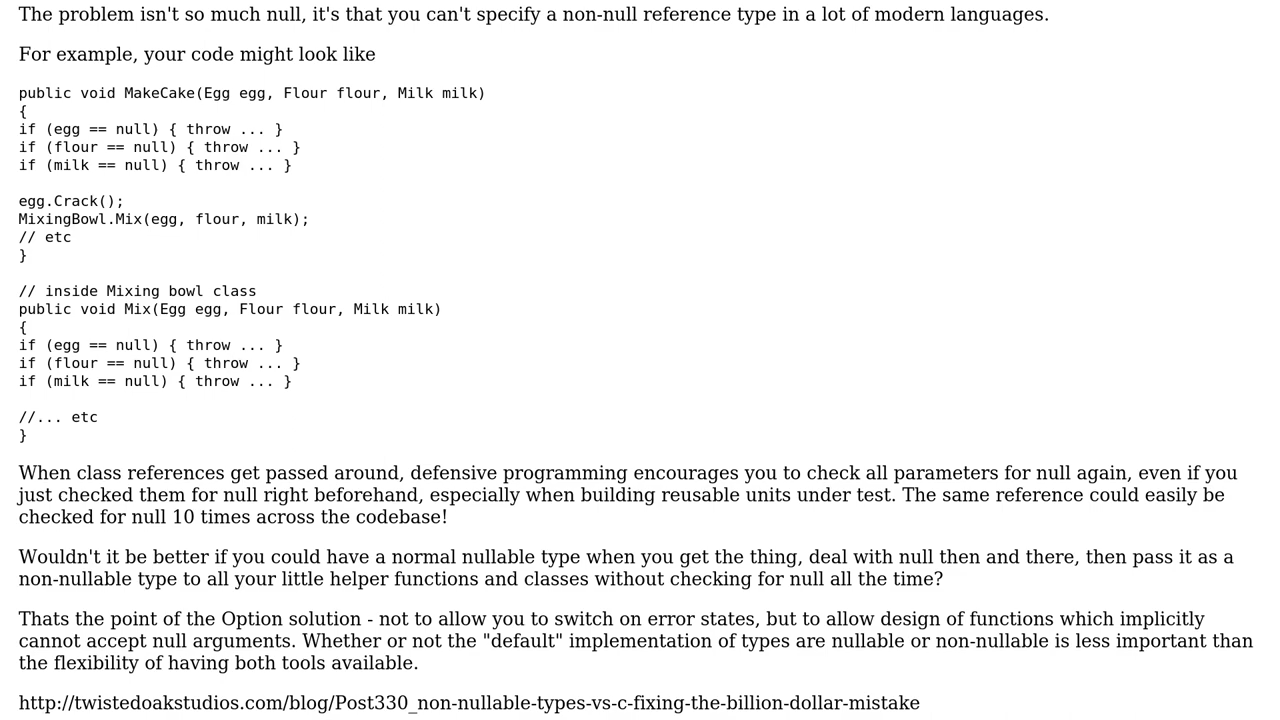 The problem isn't so much null, it's that you can't specify a non-null reference type in a lot of modern languages.
For example, your code might look like
public void MakeCake(Egg egg, Flour flour, Milk milk)
{
if (egg == null) { throw ... }
if (flour == null) { throw ... }
if (milk == null) { throw ... }
egg.Crack();
MixingBowl.Mix(egg, flour, milk);
// etc
}
// inside Mixing bowl class
public void Mix(Egg egg, Flour flour, Milk milk)
{
if (egg == null) { throw ... }
if (flour == null) { throw ... }
if (milk == null) { throw ... }
//... etc
}
When class references get passed around, defensive programming encourages you to check all parameters for null again, even if you
just checked them for null right beforehand, especially when building reusable units under test. The same reference could easily be
checked for null 10 times across the codebase!
Wouldn't it be better if you could have a normal nullable type when you get the thing, deal with null then and there, then pass it as a
non-nullable type to all your little helper functions and classes without checking for null all the time?
Thats the point of the Option solution - not to allow you to switch on error states, but to allow design of functions which implicitly
cannot accept null arguments. Whether or not the "default" implementation of types are nullable or non-nullable is less important than
the flexibility of having both tools available.
http://twistedoakstudios.com/blog/Post330_non-nullable-types-vs-c-fixing-the-billion-dollar-mistake